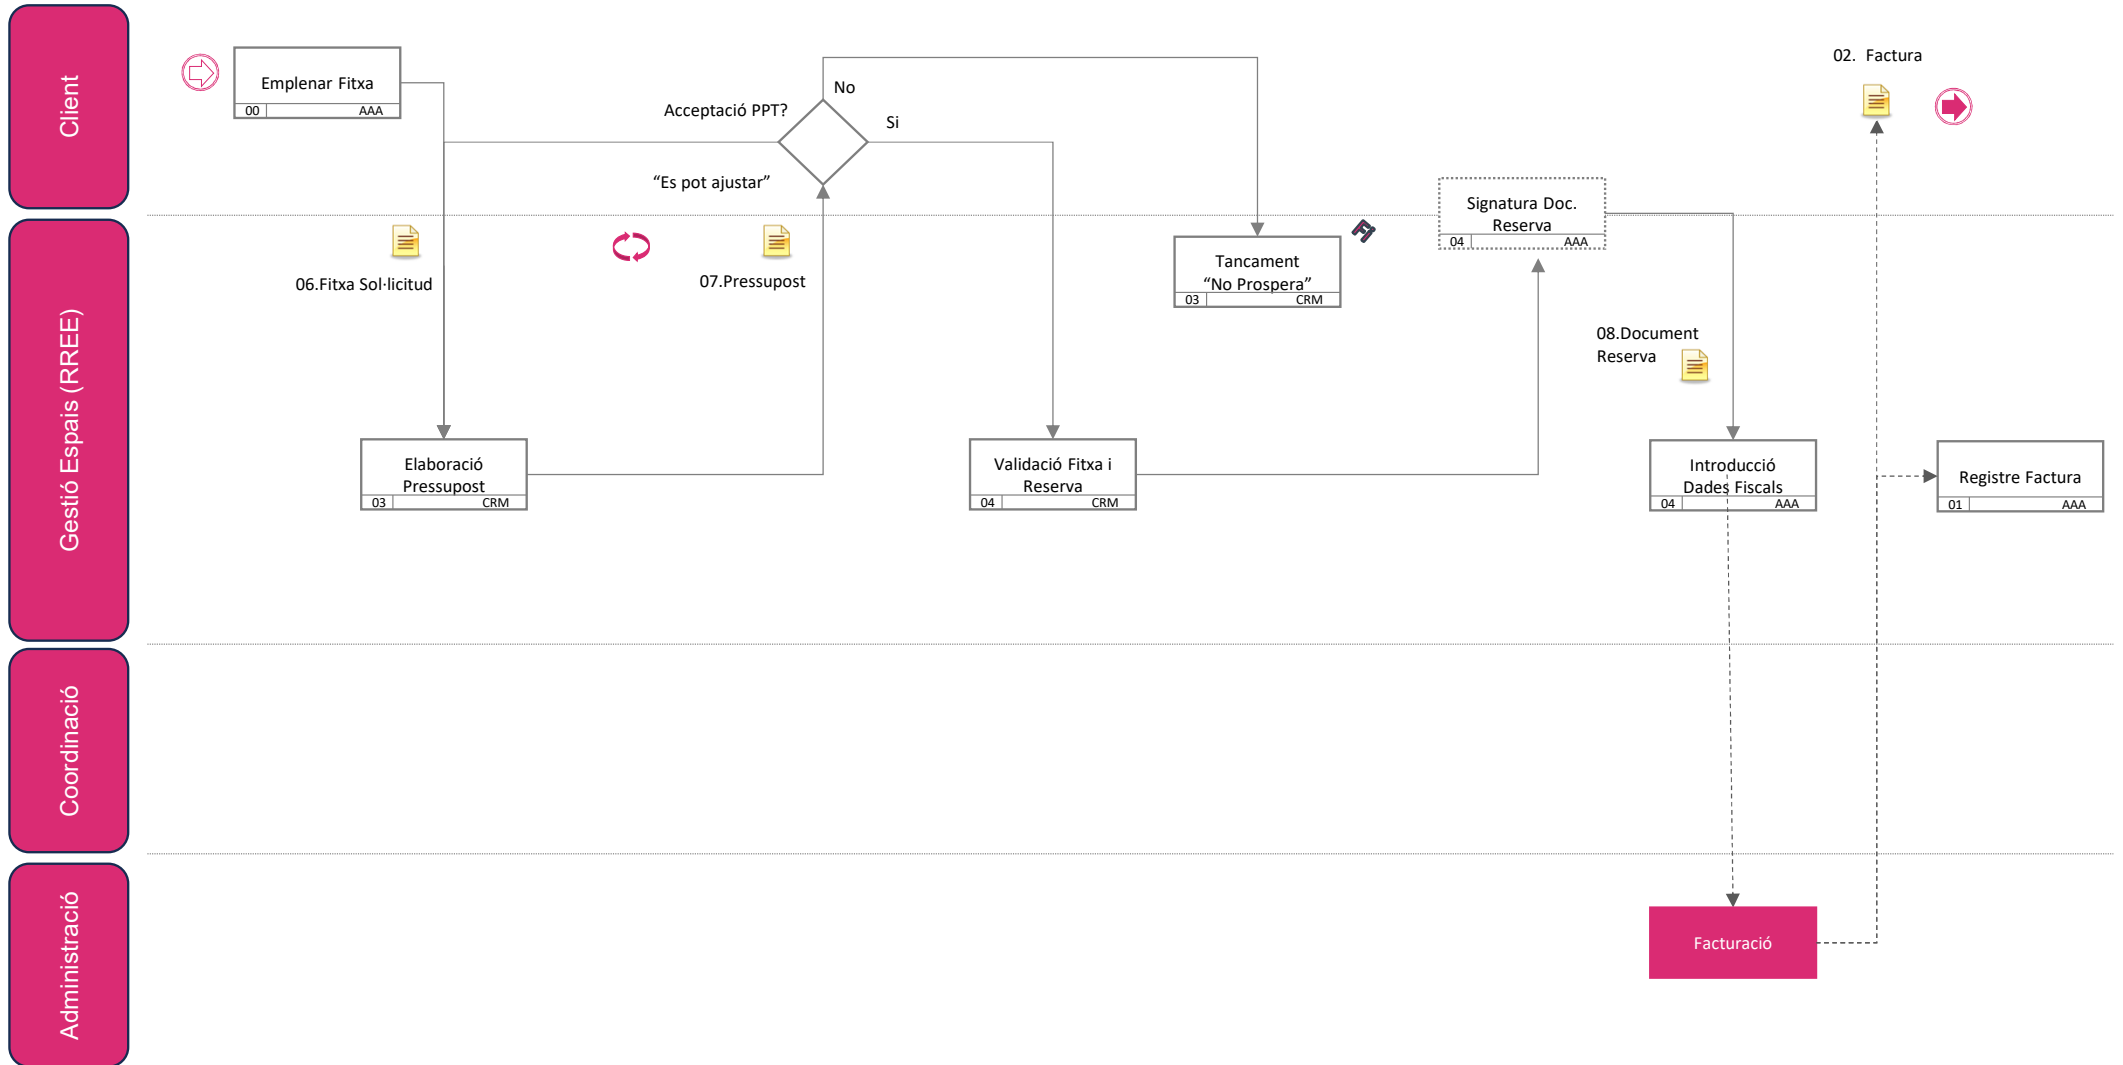 Client
Emplenar Fitxa
00 AAA
Acceptació PPT?
No
Si
“Es pot ajustar”
02. Factura
Signatura Doc.
Reserva
04 AAA
Gestió Espais (RREE)
06.Fitxa Sol·licitud
07.Pressupost
Tancament
“No Prospera”
03 CRM
08.Document
Reserva
Elaboració
Pressupost
03 CRM
Validació Fitxa i
Reserva
04 CRM
Introducció
Dades Fiscals
04 AAA
Registre Factura
01 AAA
Coordinació
Administració
Facturació